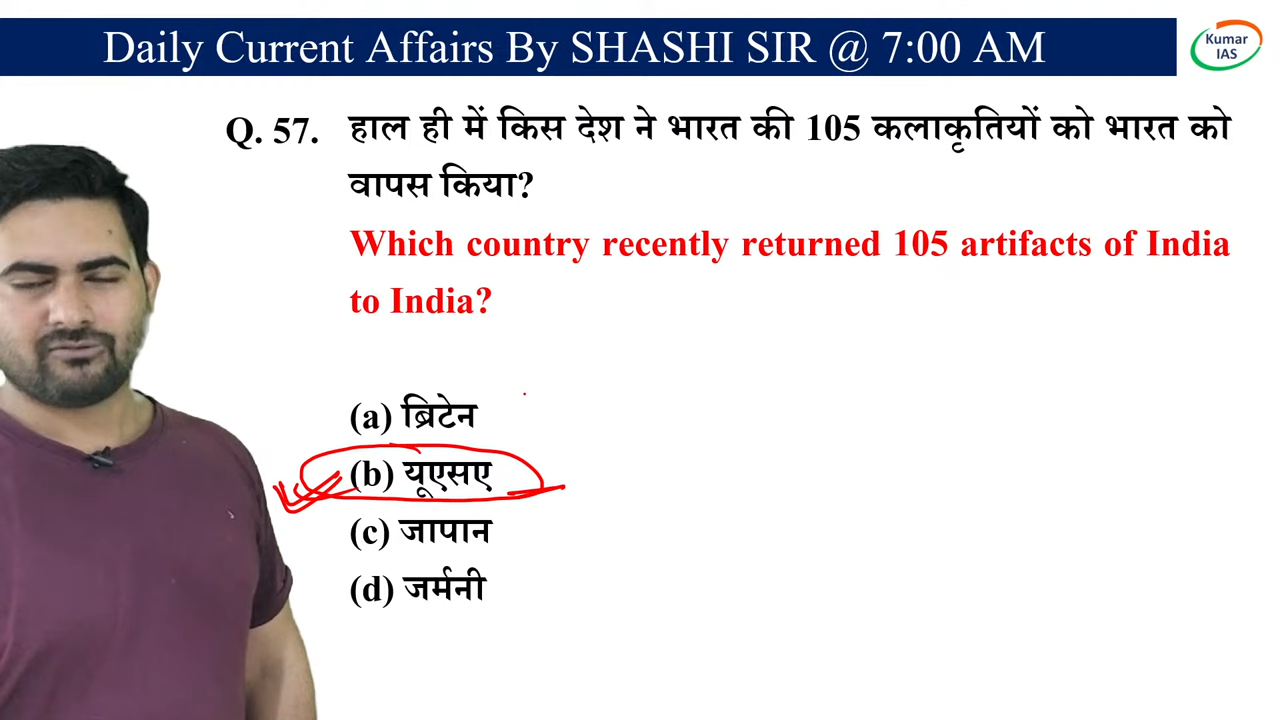 Daily Current Affairs By SHASHI SIR @ 7:00 AM
Kumar
IAS
Q. 57. हाल ही में किस देश ने भारत की 105 कलाकृतियों को भारत को
वापस किया?
Which country recently returned 105 artifacts of India
to India?
(a) ब्रिटेन
(b) यूएसए
(c) जापान
(d) जर्मनी